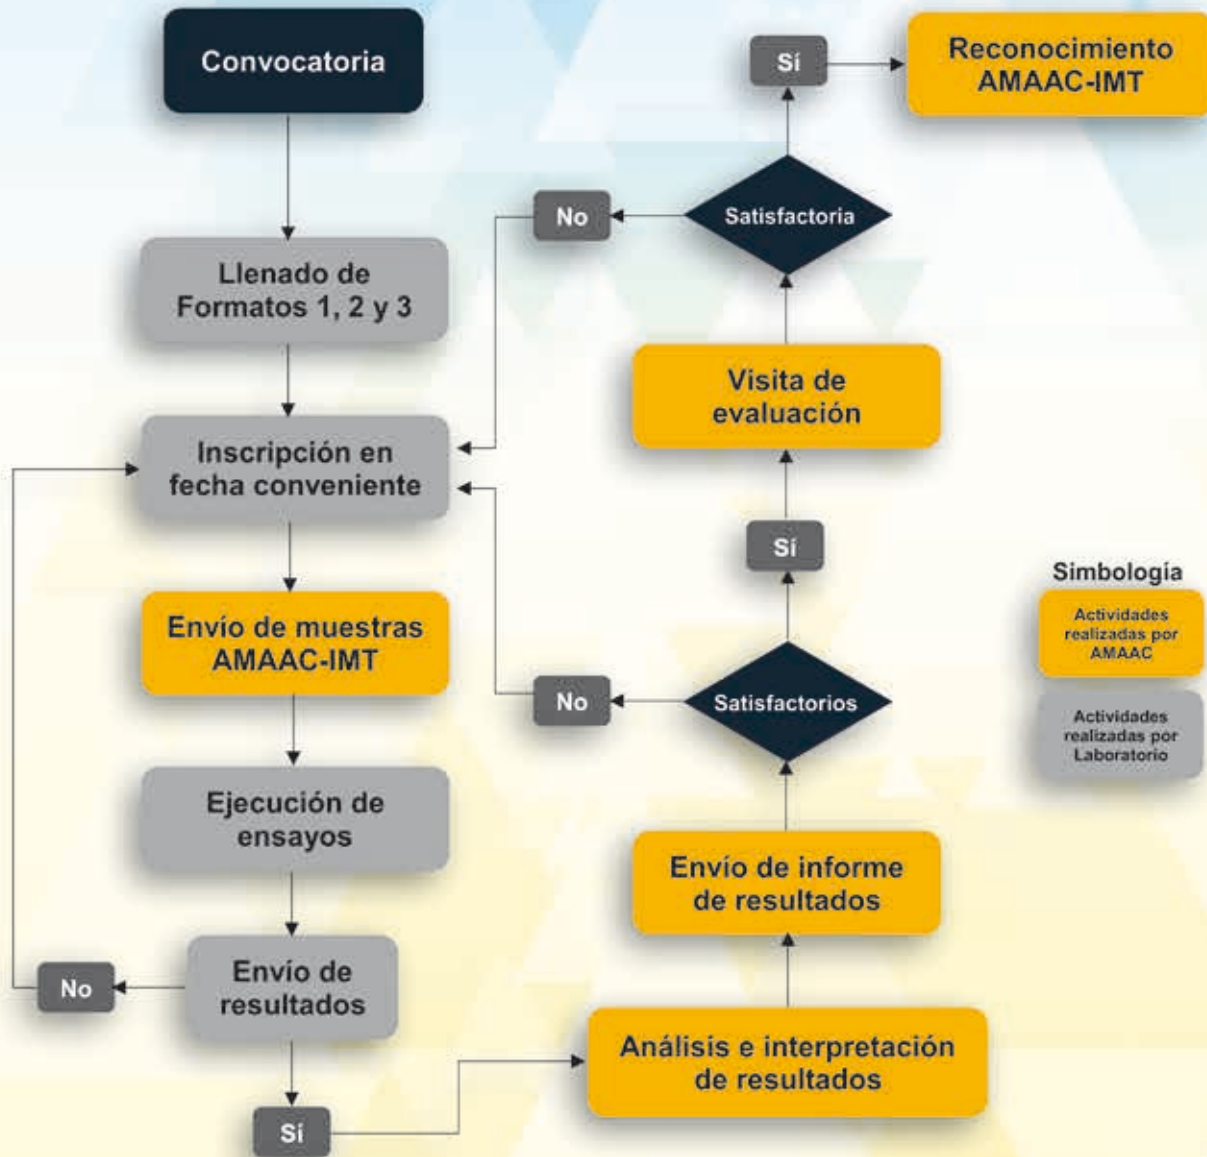 Convocatoria
Llenado de
Formatos 1, 2 y 3
Inscripción en
fecha conveniente
Envío de muestras
AMAAC-IMT
Ejecución de
ensayos
Envío de
resultados
No
Sí
Análisis e interpretación
de resultados
Envío de informe
de resultados
Satisfactorios
No
Sí
Visita de
evaluación
Satisfactoria
No
Sí
Reconocimiento
AMAAC-IMT
Simbología
Actividades
realizadas por
AMAAC
Actividades
realizadas por
Laboratorio